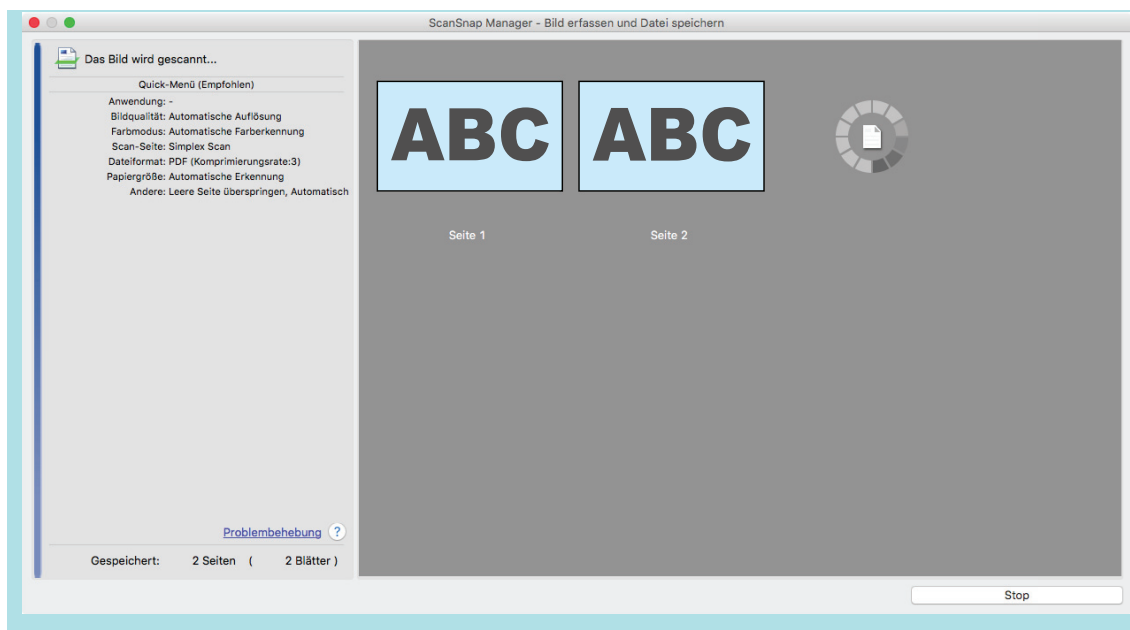 ScanSnap Manager - Bild erfassen und Datei speichern
Das Bild wird gescannt...
Quick-Menü (Empfohlen)
Anwendung: -
Bildqualität: Automatische Auflösung
Farbmodus: Automatische Farberkennung
Scan-Seite: Simplex Scan
Dateiformat: PDF (Komprimierungsrate:3)
Papiergröße: Automatische Erkennung
Andere: Leere Seite überspringen, Automatisch
ABC
ABC
Seite 1
Seite 2
Problembehebung ?
Gespeichert: 2 Seiten ( 2 Blätter )
Stop